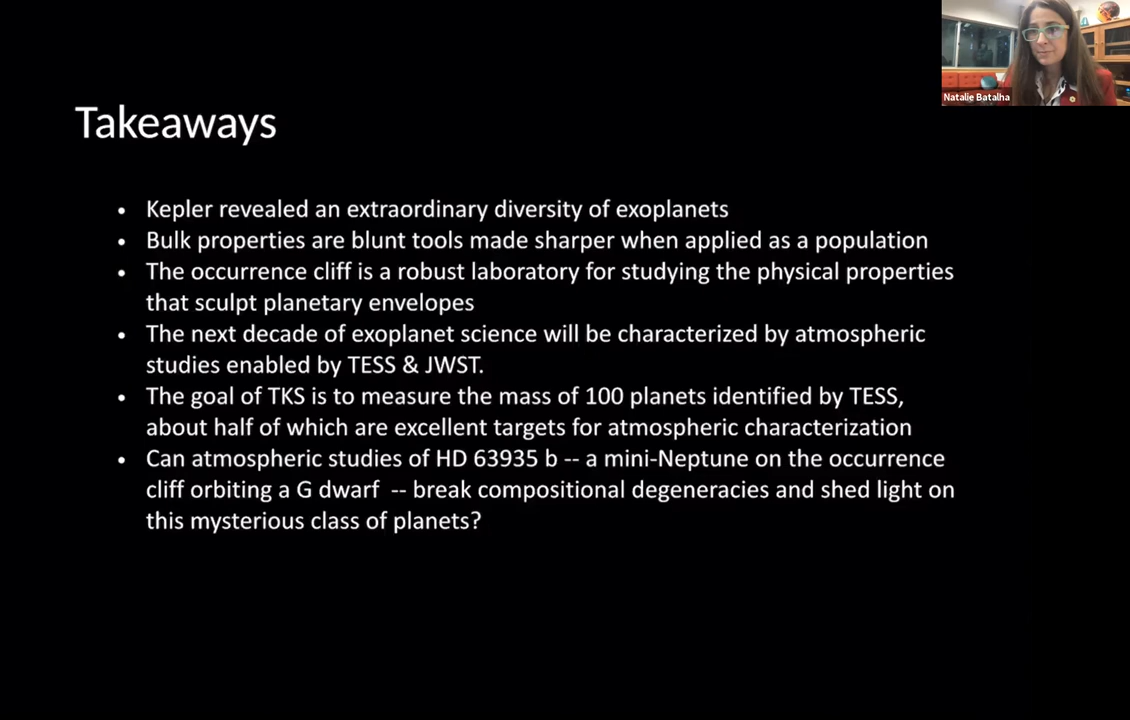 Natalie Batalha
Takeaways
• Kepler revealed an extraordinary diversity of exoplanets
• Bulk properties are blunt tools made sharper when applied as a population
• The occurrence cliff is a robust laboratory for studying the physical properties
that sculpt planetary envelopes
• The next decade of exoplanet science will be characterized by atmospheric
studies enabled by TESS & JWST.
• The goal of TKS is to measure the mass of 100 planets identified by TESS,
about half of which are excellent targets for atmospheric characterization
• Can atmospheric studies of HD 63935 b -- a mini-Neptune on the occurrence
cliff orbiting a G dwarf -- break compositional degeneracies and shed light on
this mysterious class of planets?